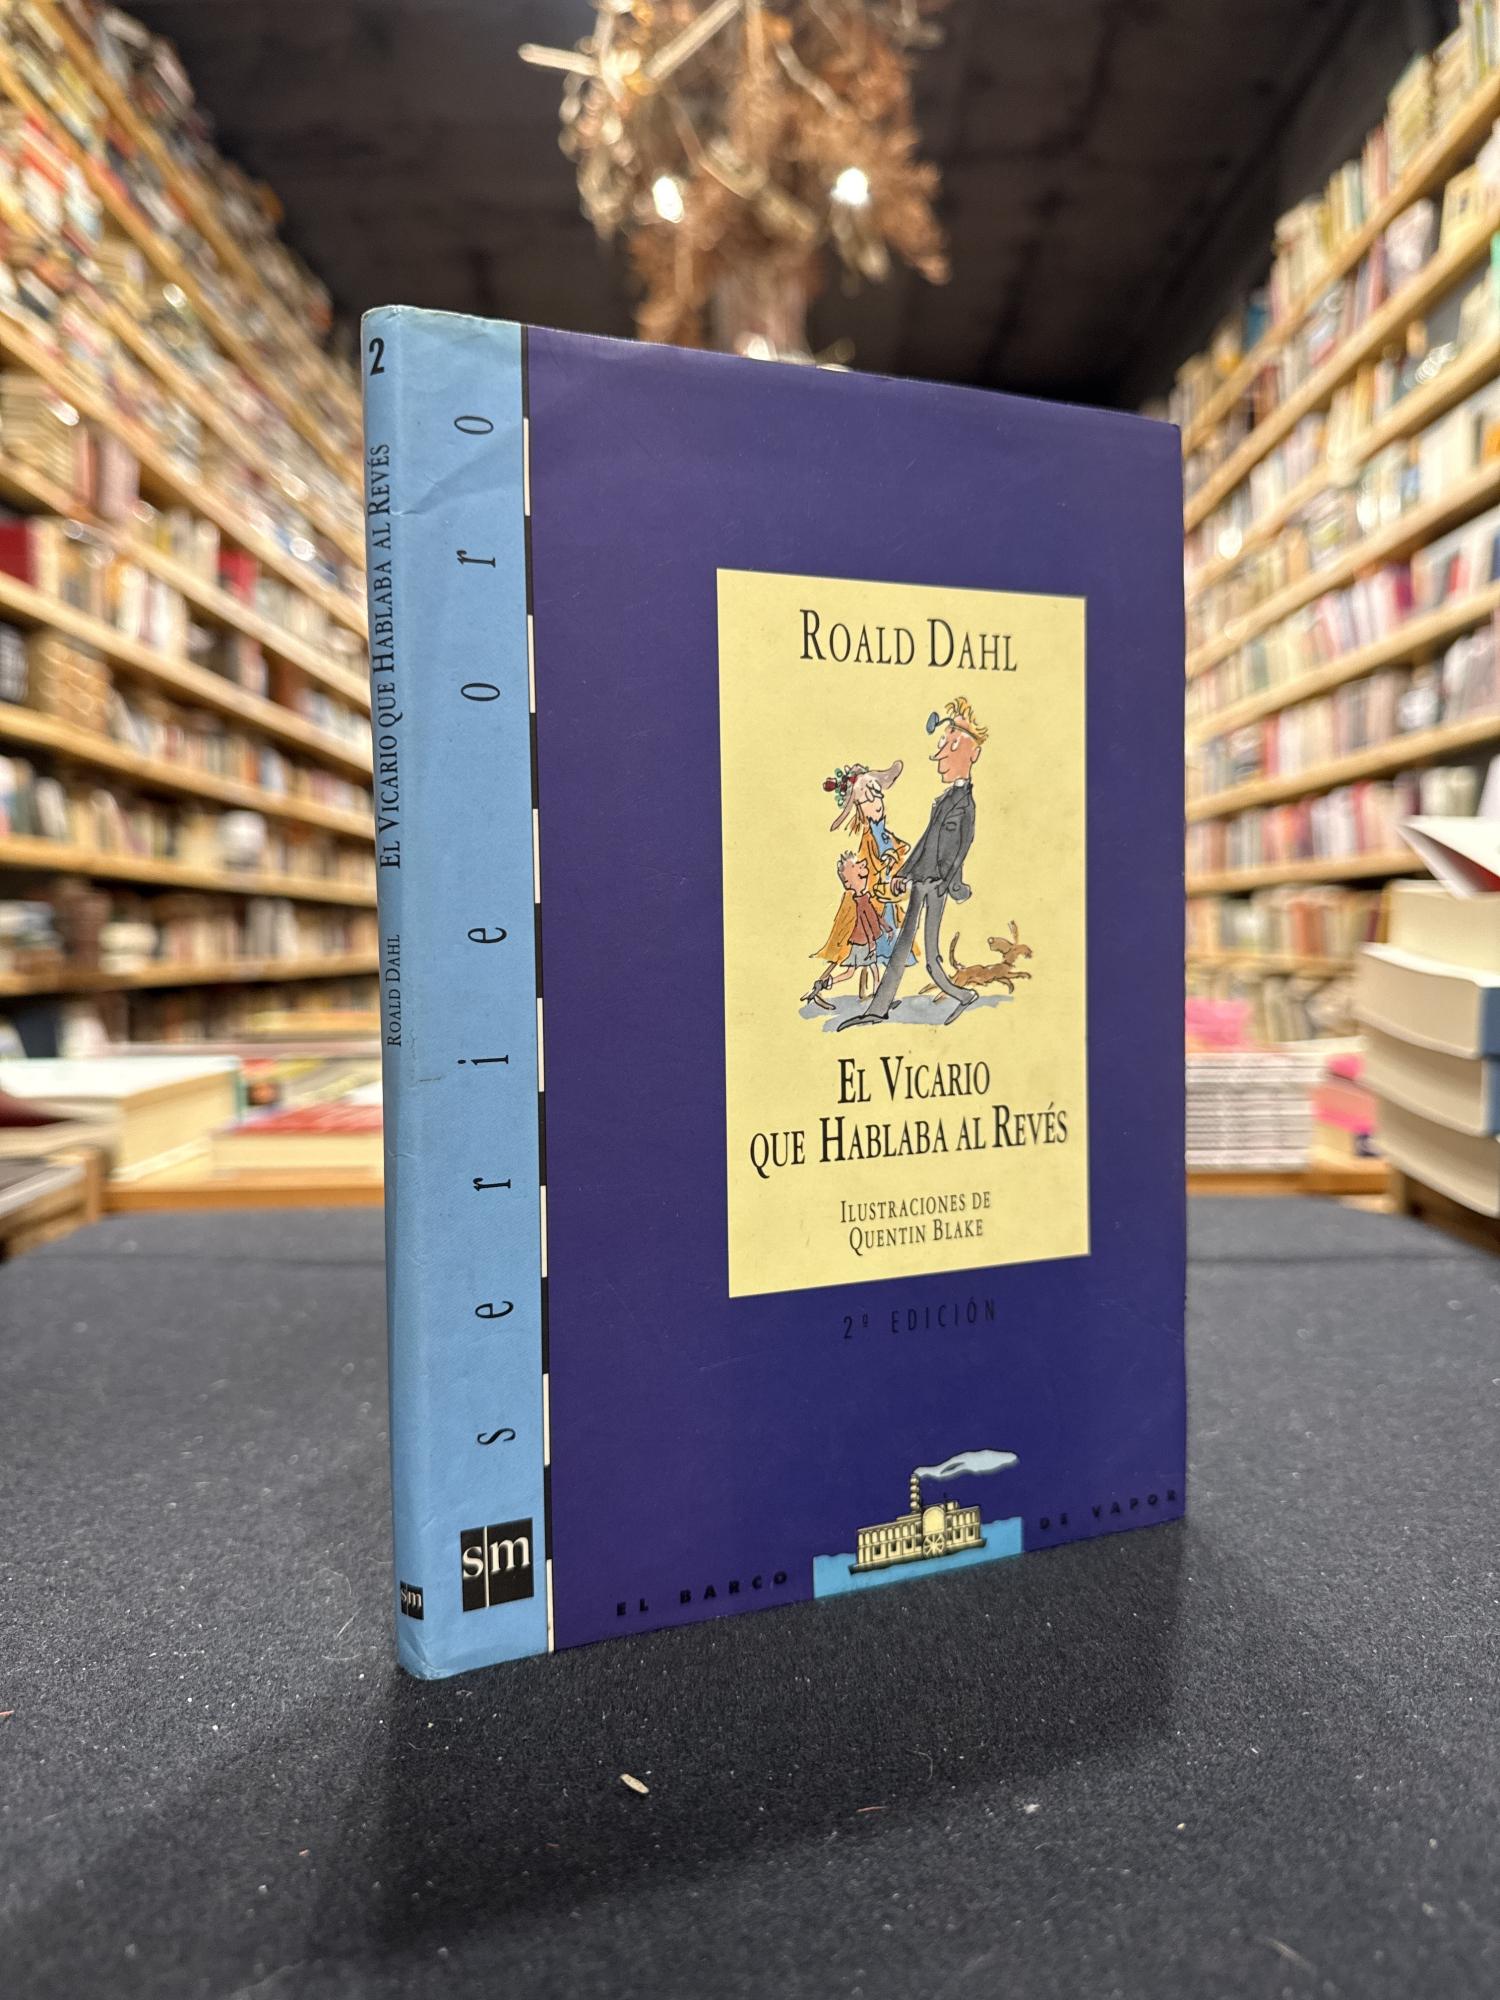 2
EL VICARIO QUE HABLABA AL REVÉS
ROALD DAHL
sm
serie oro
sm
ROALD DAHL
EL VICARIO
QUE HABLABA AL REVÉS
ILUSTRACIONES DE
QUENTIN BLAKE
2ª EDICIÓN
EL BARCO DE VAPOR